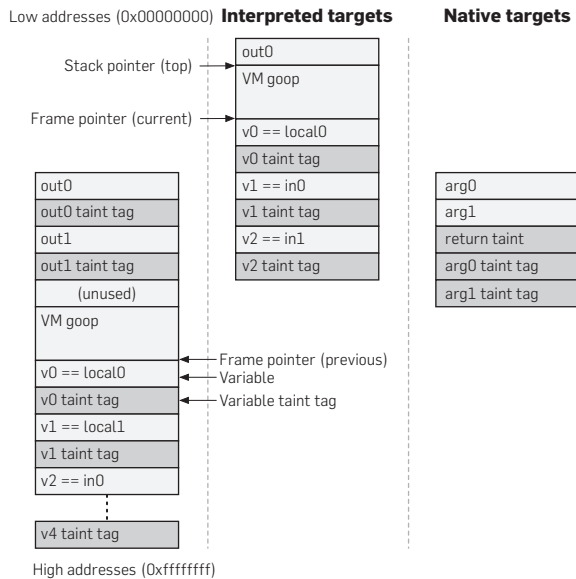 Low addresses (0x00000000)
Interpreted targets
Native targets
out0
Stack pointer (top)
VM goop
Frame pointer (current)
v0 == local0
v0 taint tag
v1 == in0
v1 taint tag
v2 == in1
v2 taint tag
out0
out0 taint tag
out1
out1 taint tag
(unused)
VM goop
Frame pointer (previous)
v0 == local0
Variable
v0 taint tag
Variable taint tag
v1 == local1
v1 taint tag
v2 == in0
v4 taint tag
High addresses (0xffffffff)
arg0
arg1
return taint
arg0 taint tag
arg1 taint tag